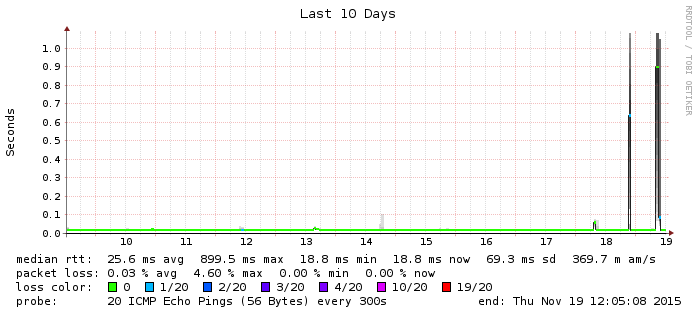 Last 10 Days
RRDTOOL / TOBI OETIKER
Seconds
1.0
0.9
0.8
0.7
0.6
0.5
0.4
0.3
0.2
0.1
0.0
10 11 12 13 14 15 16 17 18 19
median rtt: 25.6 ms avg 899.5 ms max 18.8 ms min 18.8 ms now 69.3 ms sd 369.7 m am/s
packet loss: 0.03 % avg 4.60 % max 0.00 % min 0.00 % now
loss color: 0 1/20 2/20 3/20 4/20 10/20 19/20
probe: 20 ICMP Echo Pings (56 Bytes) every 300s end: Thu Nov 19 12:05:08 2015